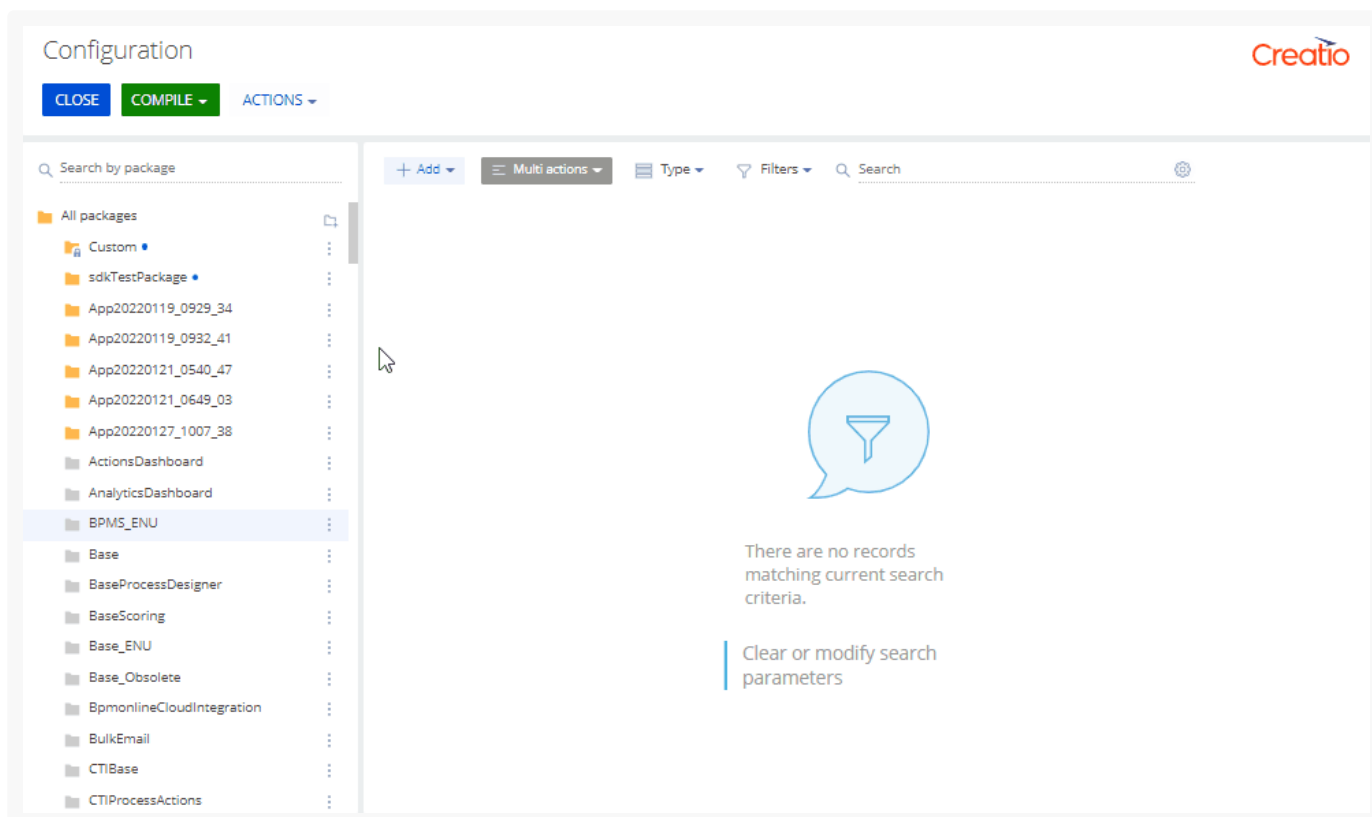 Configuration
Creatio
CLOSE COMPILE ACTIONS
Search by package
Add Multi actions Type Filters Search
All packages
Custom
sdkTestPackage
App20220119_0929_34
App20220119_0932_41
App20220121_0540_47
App20220121_0649_03
App20220127_1007_38
ActionsDashboard
AnalyticsDashboard
BPMS_ENU
Base
BaseProcessDesigner
BaseScoring
Base_ENU
Base_Obsolete
BpmonlineCloudIntegration
BulkEmail
CTIBase
CTIProcessActions
There are no records
matching current search
criteria.
Clear or modify search
parameters